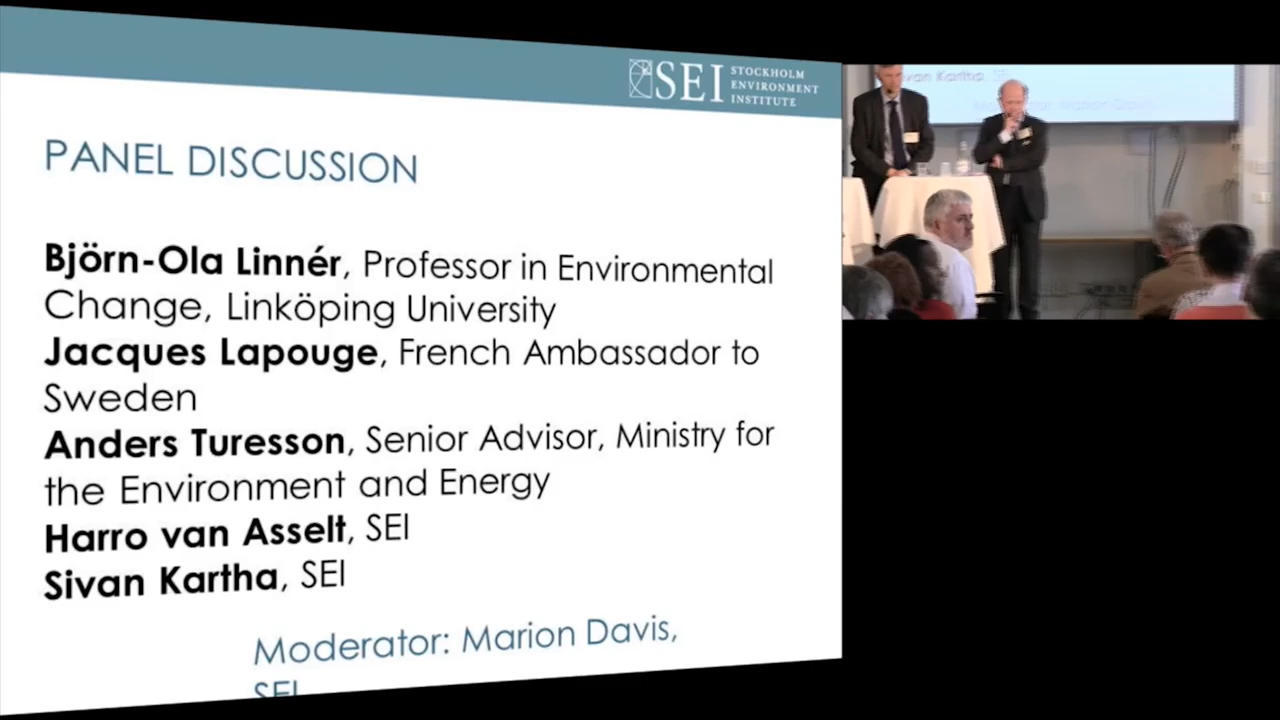 SEI STOCKHOLM
ENVIRONMENT
INSTITUTE
PANEL DISCUSSION
Björn-Ola Linnér, Professor in Environmental
Change, Linköping University
Jacques Lapouge, French Ambassador to
Sweden
Anders Turesson, Senior Advisor, Ministry for
the Environment and Energy
Harro van Asselt, SEI
Sivan Kartha, SEI
Moderator: Marion Davis,
SEI